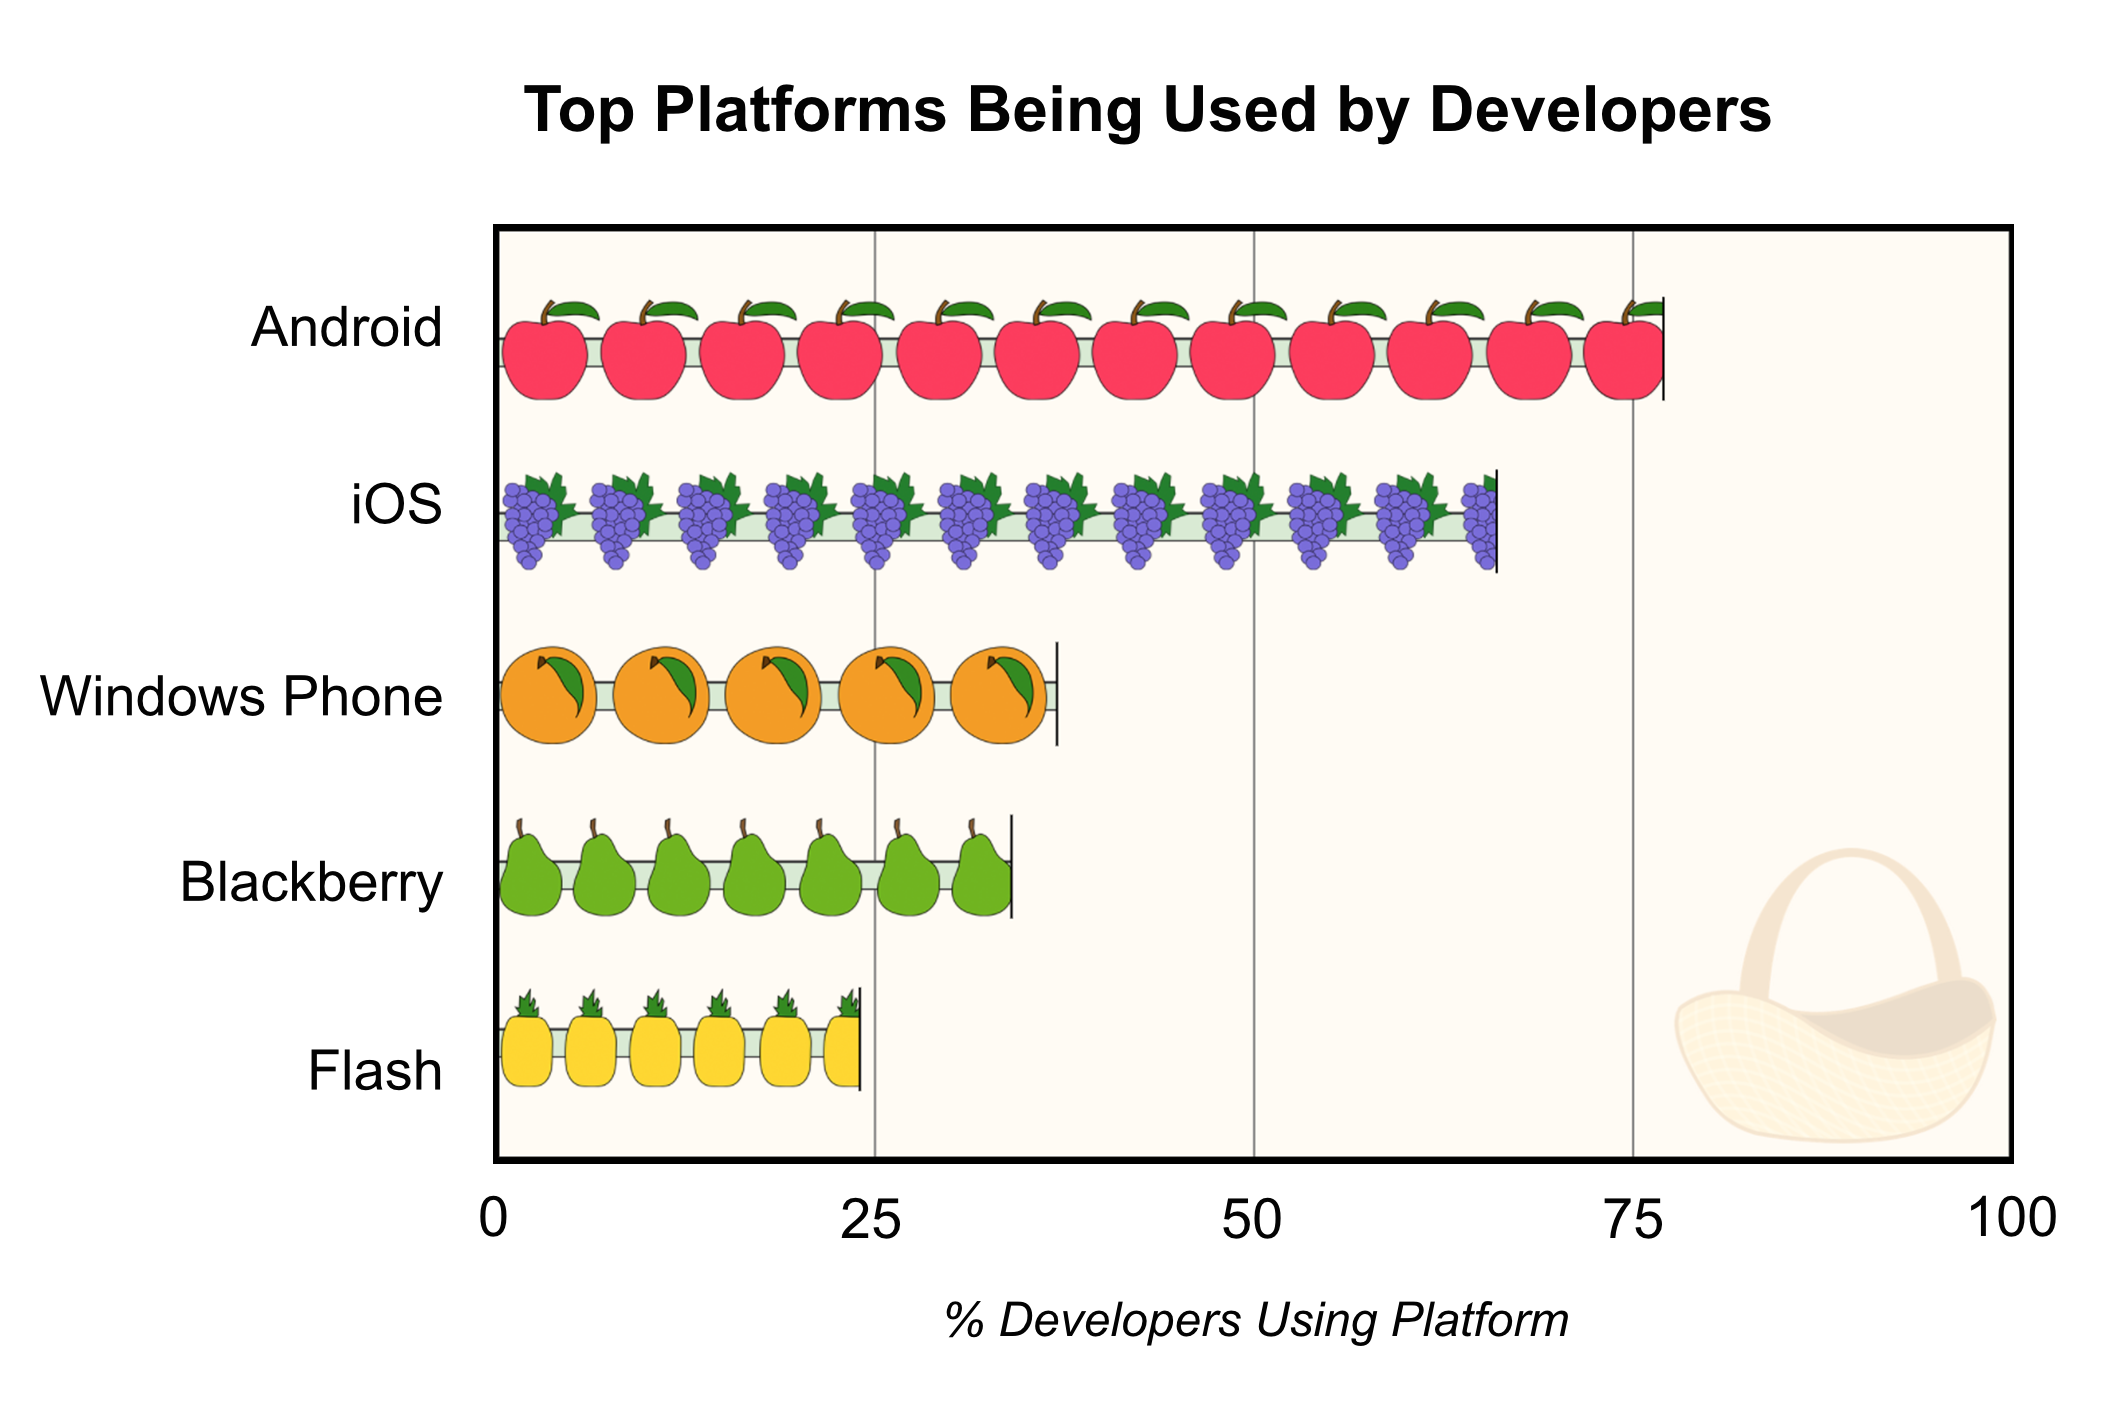 Top Platforms Being Used by Developers
Android
iOS
Windows Phone
Blackberry
Flash
0 25 50 75 100
% Developers Using Platform